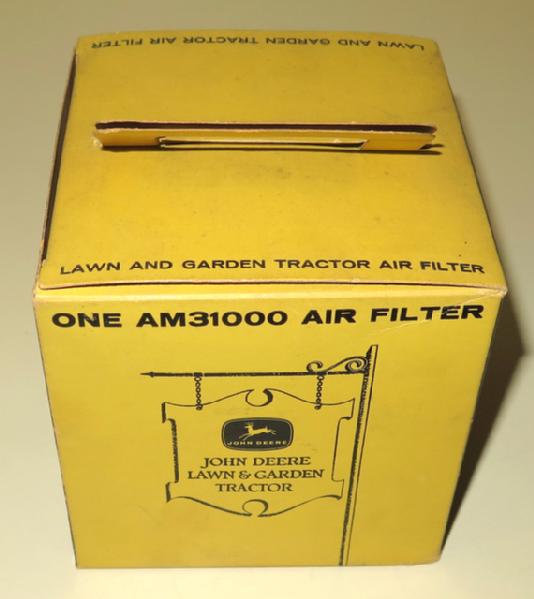 LAWN AND GARDEN TRACTOR AIR FILTER
LAWN AND GARDEN TRACTOR AIR FILTER
ONE AM31000 AIR FILTER
JOHN DEERE
JOHN DEERE
LAWN & GARDEN
TRACTOR